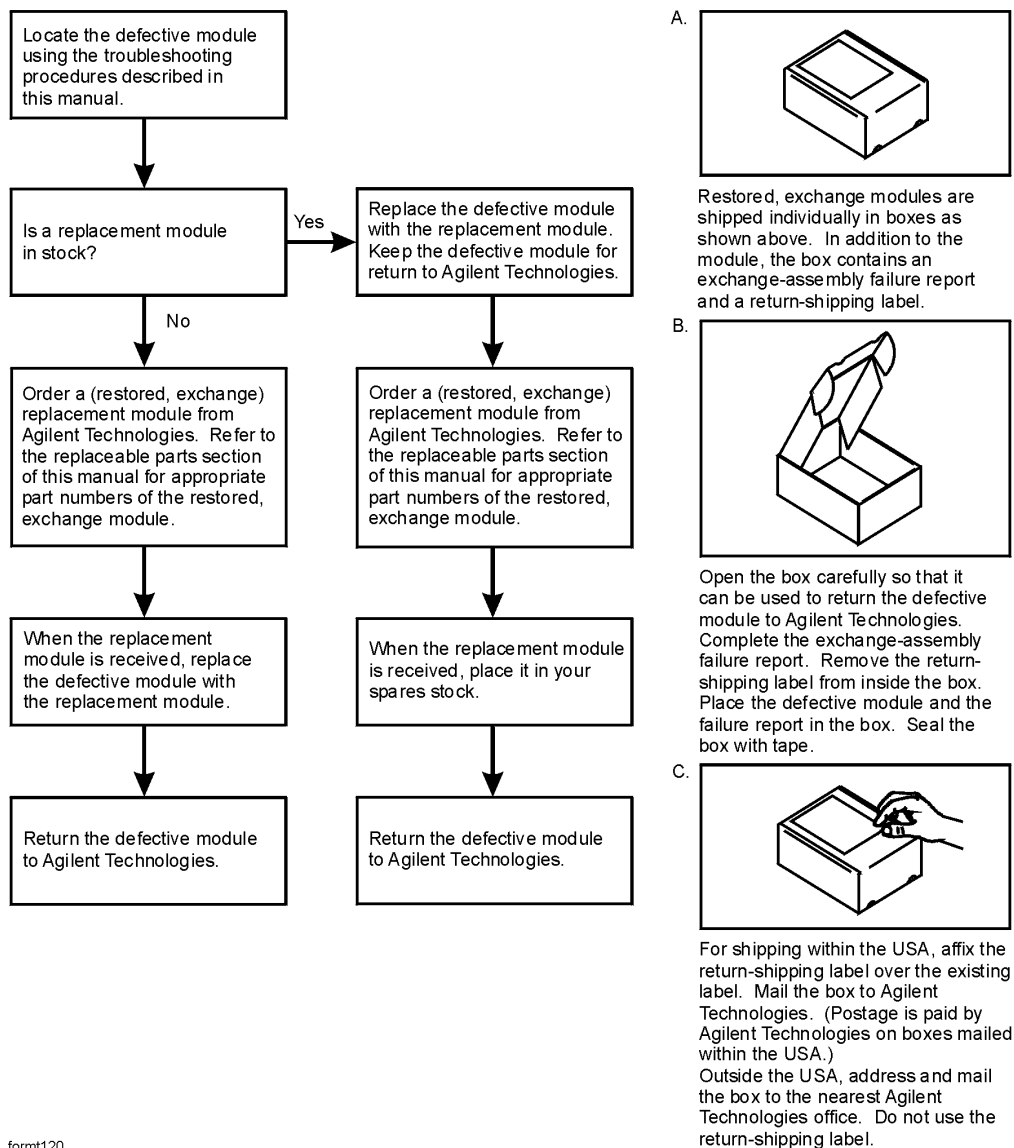 Locate the defective module
using the troubleshooting
procedures described in
this manual.
Is a replacement module
in stock?
Yes
No
Replace the defective module
with the replacement module.
Keep the defective module for
return to Agilent Technologies.
Order a (restored, exchange)
replacement module from
Agilent Technologies. Refer to
the replaceable parts section
of this manual for appropriate
part numbers of the restored,
exchange module.
Order a (restored, exchange)
replacement module from
Agilent Technologies. Refer to
the replaceable parts section
of this manual for appropriate
part numbers of the restored,
exchange module.
When the replacement
module is received, replace
the defective module with
the replacement module.
When the replacement module
is received, place it in your
spares stock.
Return the defective module
to Agilent Technologies.
Return the defective module
to Agilent Technologies.
A.
Restored, exchange modules are
shipped individually in boxes as
shown above. In addition to the
module, the box contains an
exchange-assembly failure report
and a return-shipping label.
B.
Open the box carefully so that it
can be used to return the defective
module to Agilent Technologies.
Complete the exchange-assembly
failure report. Remove the return-
shipping label from inside the box.
Place the defective module and the
failure report in the box. Seal the
box with tape.
C.
For shipping within the USA, affix the
return-shipping label over the existing
label. Mail the box to Agilent
Technologies. (Postage is paid by
Agilent Technologies on boxes mailed
within the USA.)
Outside the USA, address and mail
the box to the nearest Agilent
Technologies office. Do not use the
return-shipping label.
formt120